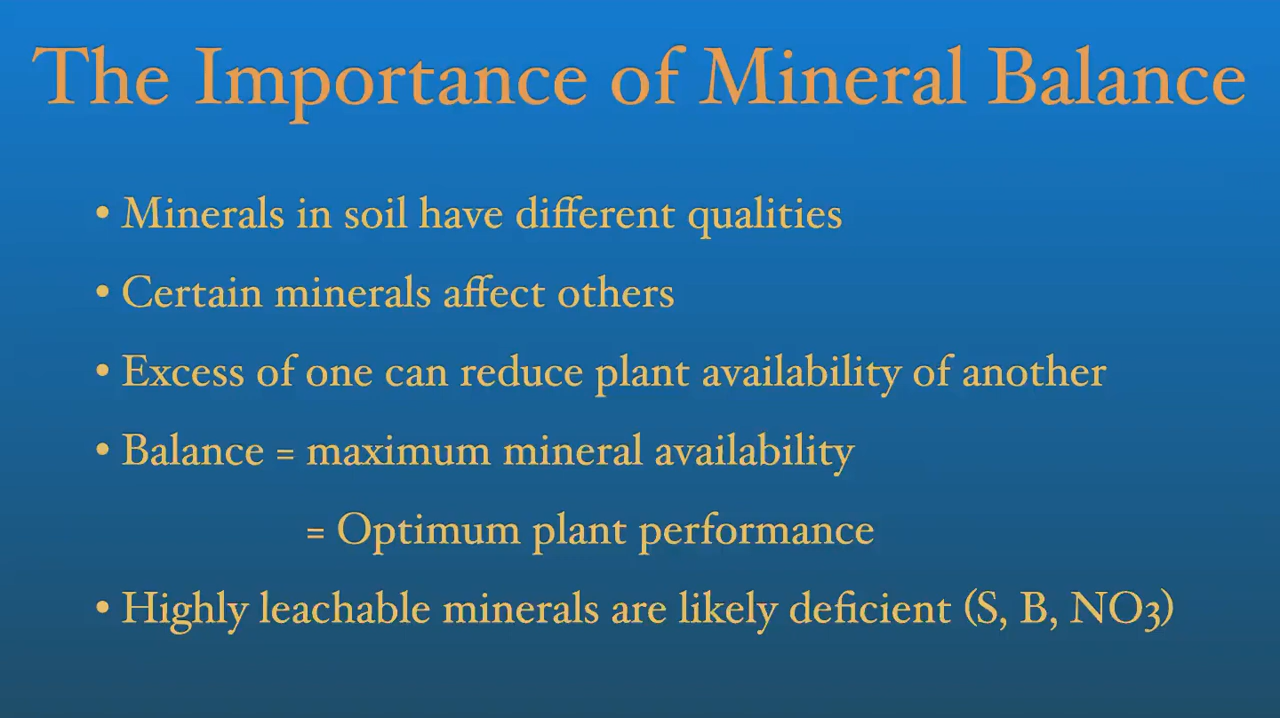 The Importance of Mineral Balance
• Minerals in soil have different qualities
• Certain minerals affect others
• Excess of one can reduce plant availability of another
• Balance = maximum mineral availability
= Optimum plant performance
• Highly leachable minerals are likely deficient (S, B, NO3)